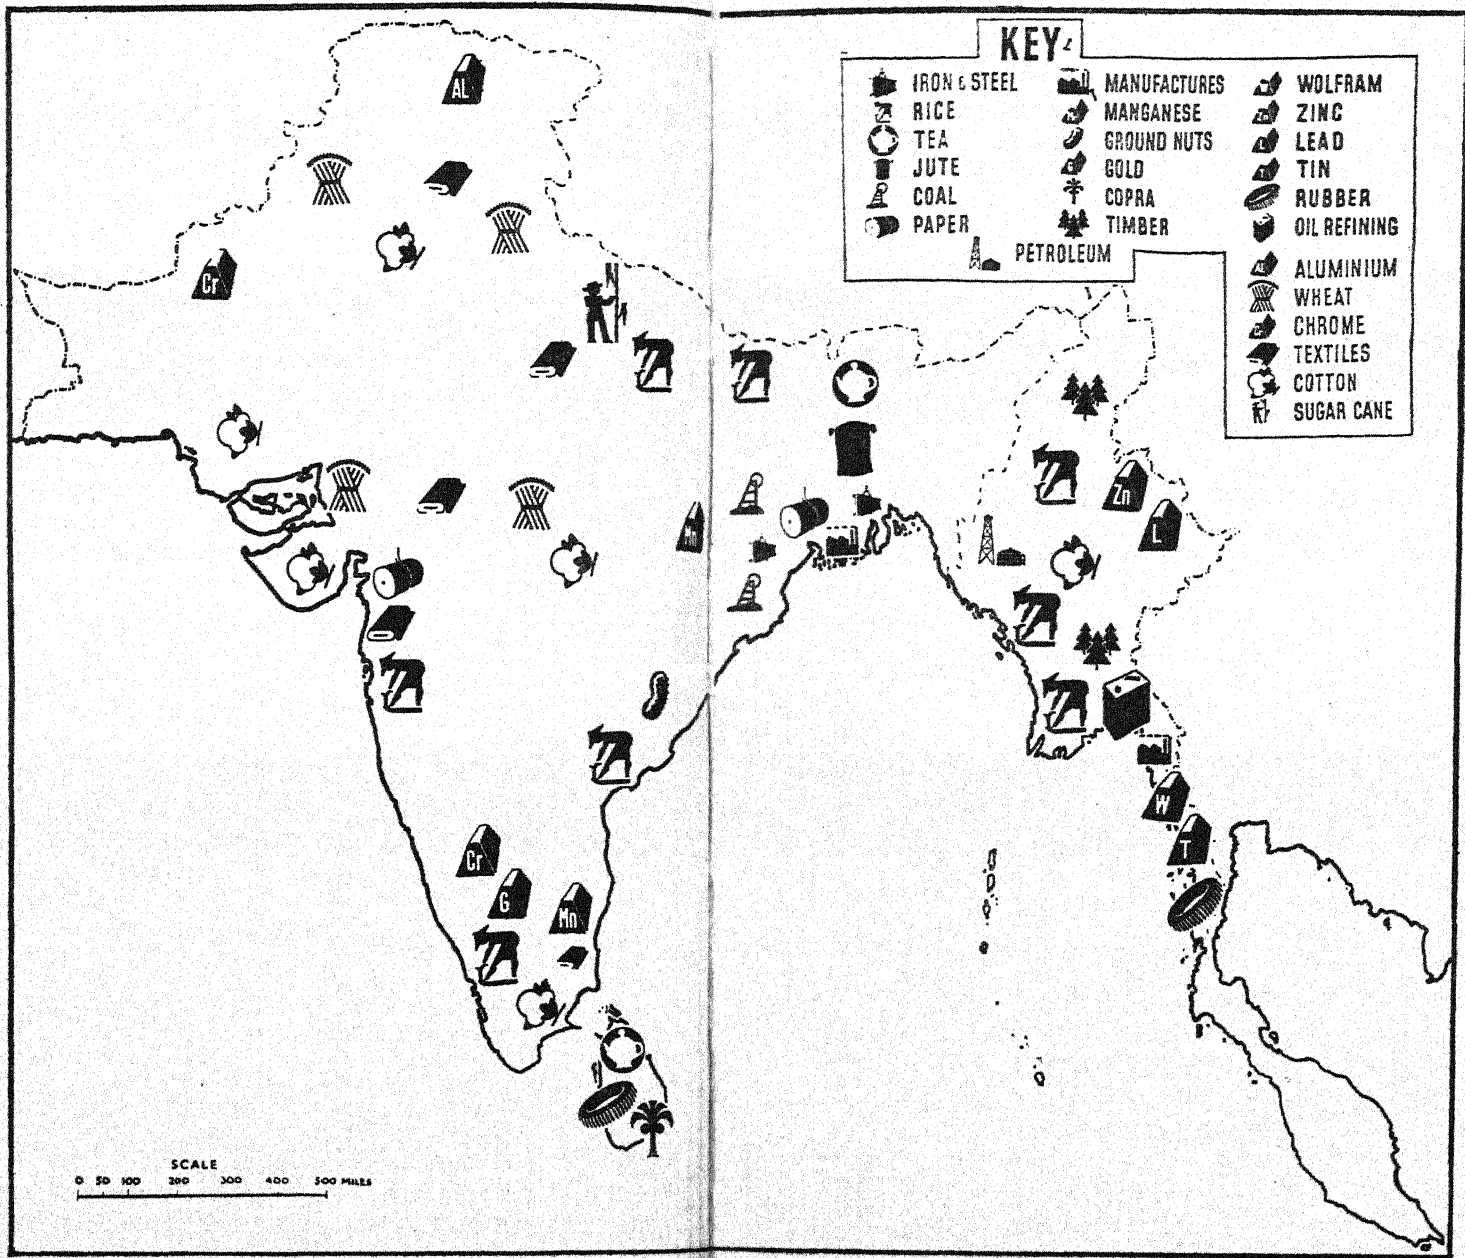 KEY
IRON & STEEL
RICE
TEA
JUTE
COAL
PAPER
PETROLEUM
MANUFACTURES
MANGANESE
GROUND NUTS
GOLD
COPRA
TIMBER
WOLFRAM
ZINC
LEAD
TIN
RUBBER
OIL REFINING
ALUMINIUM
WHEAT
CHROME
TEXTILES
COTTON
SUGAR CANE
AL
Cr
N
Zn
L
Mn
W
T
Cr
G
Mn
SCALE
0 50 100 200 300 400 500 MILES